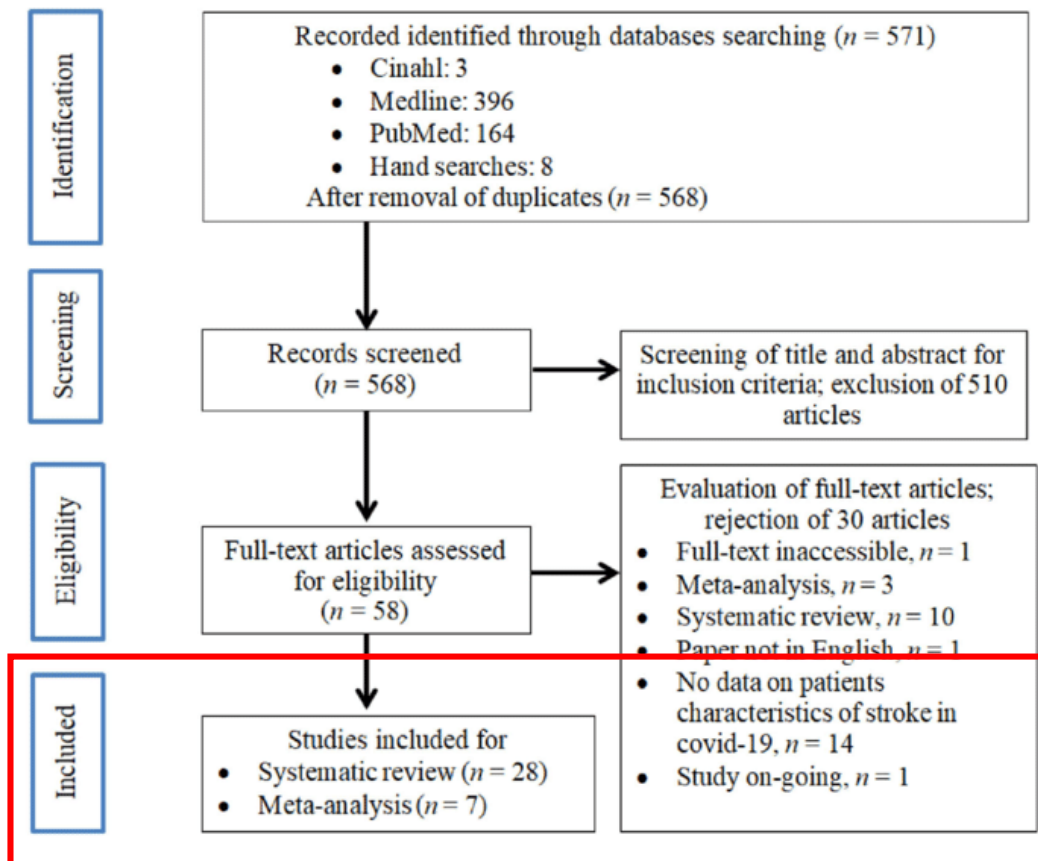 Identification
Recorded identified through databases searching (n = 571)
• Cinahl: 3
• Medline: 396
• PubMed: 164
• Hand searches: 8
After removal of duplicates (n = 568)
Screening
Records screened
(n = 568)
Screening of title and abstract for
inclusion criteria; exclusion of 510
articles
Eligibility
Full-text articles assessed
for eligibility
(n = 58)
Evaluation of full-text articles;
rejection of 30 articles
• Full-text inaccessible, n = 1
• Meta-analysis, n = 3
• Systematic review, n = 10
• Paper not in English, n = 1
• No data on patients
characteristics of stroke in
covid-19, n = 14
• Study on-going, n = 1
Included
Studies included for
• Systematic review (n = 28)
• Meta-analysis (n = 7)